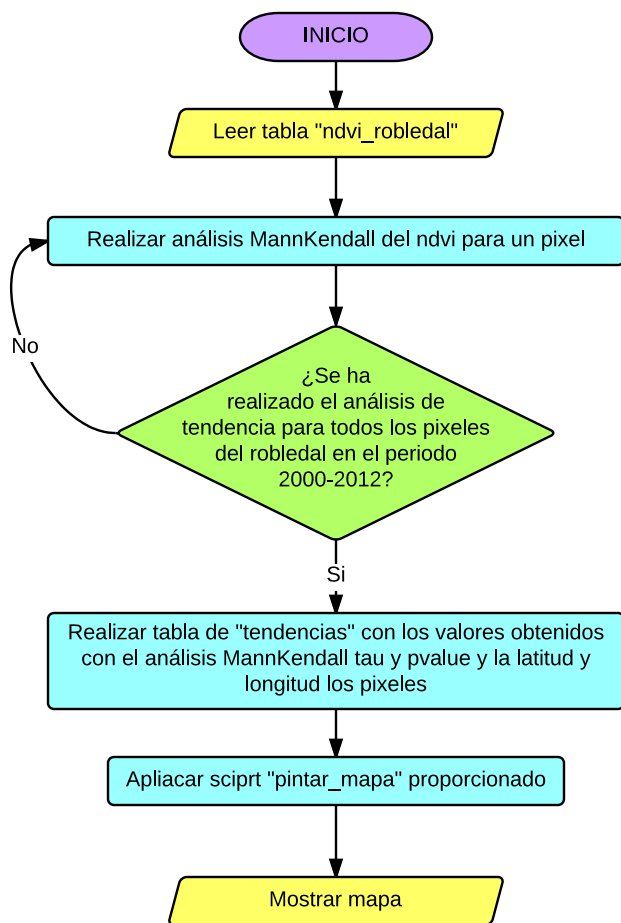 INICIO
Leer tabla "ndvi_robledal"
Realizar análisis MannKendall del ndvi para un pixel
No
¿Se ha
realizado el análisis de
tendencia para todos los pixeles
del robledal en el periodo
2000-2012?
Si
Realizar tabla de "tendencias" con los valores obtenidos
con el análisis MannKendall tau y pvalue y la latitud y
longitud los pixeles
Apliacar sciprt "pintar_mapa" proporcionado
Mostrar mapa